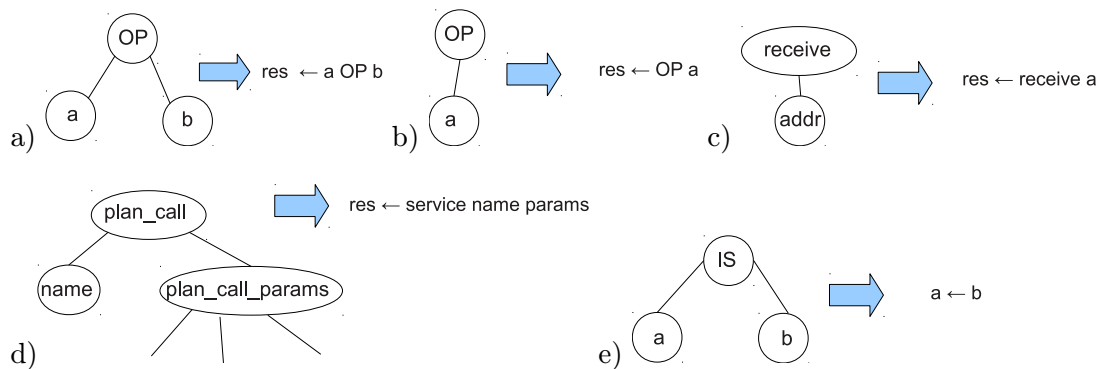 OP
a
b
res ← a OP b
a)
OP
a
res ← OP a
b)
receive
addr
res ← receive a
c)
plan_call
name
plan_call_params
res ← service name params
d)
IS
a
b
a ← b
e)